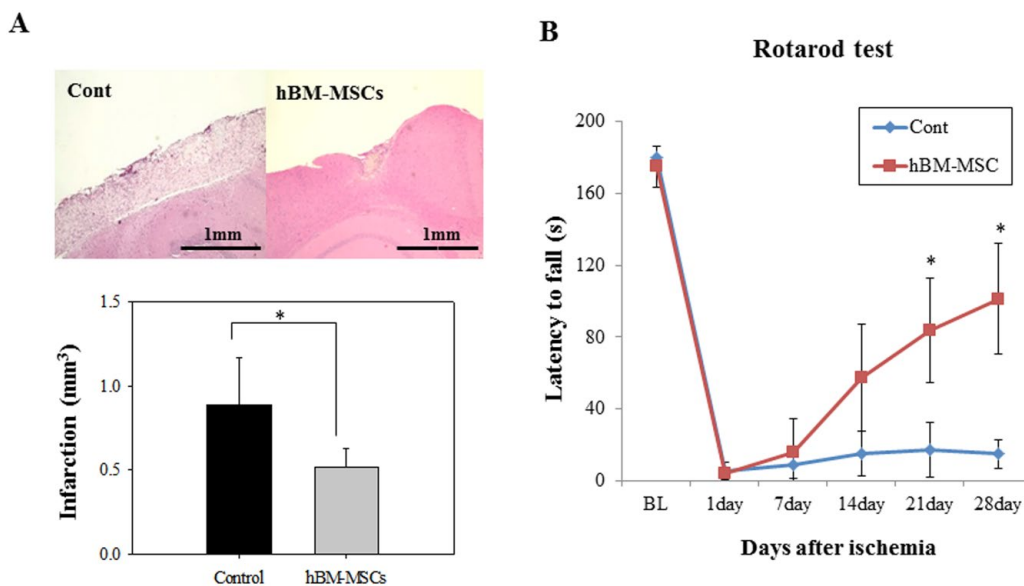 A
Cont
hBM-MSCs
1mm
1mm
Infarction (mm³)
1.5
1.0
0.5
0.0
*
Control
hBM-MSCs
B
Rotarod test
Cont
hBM-MSC
Latency to fall (s)
200
160
120
80
40
0
*
*
BL
1day
7day
14day
21day
28day
Days after ischemia